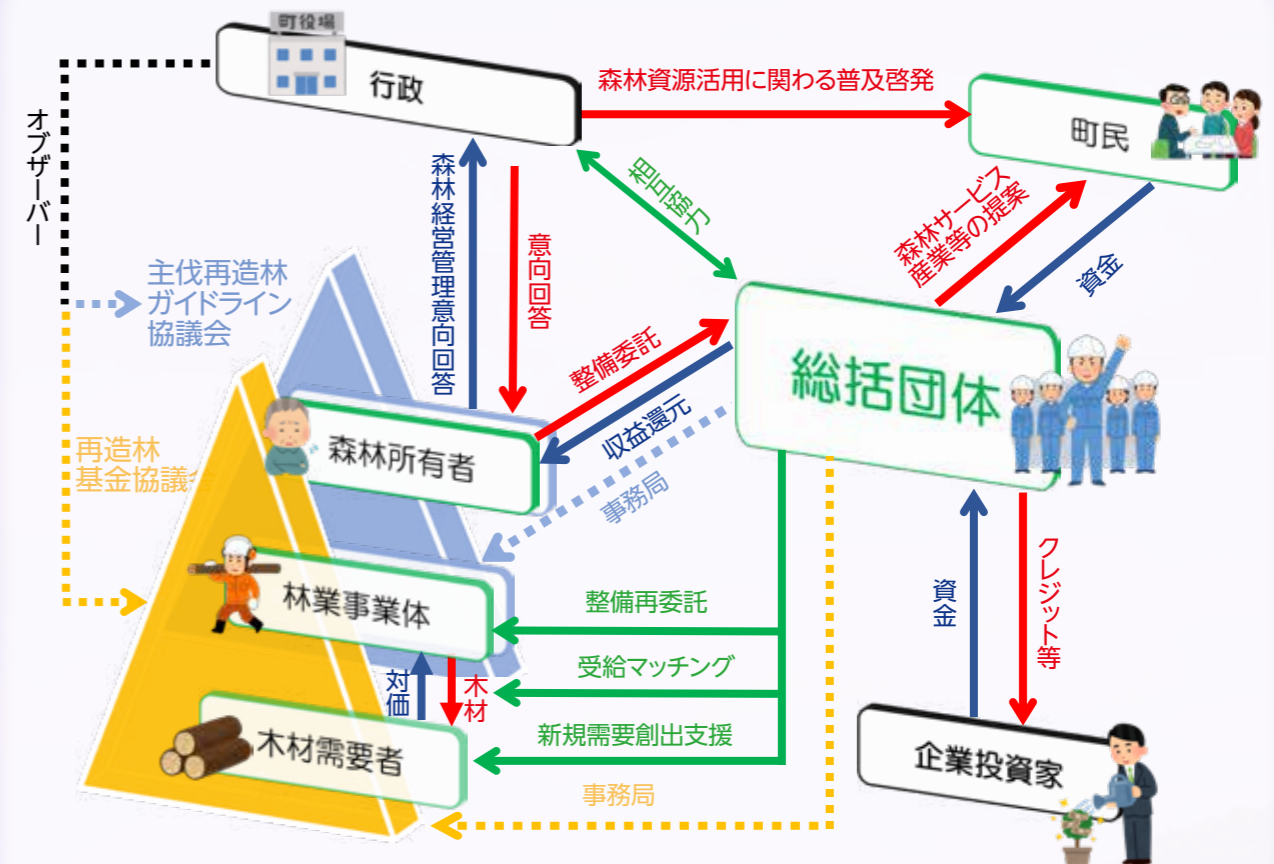 町役場
行政
森林資源活用に関わる普及啓発
町民
オブザーバー
森林経営管理意向回答
意向回答
相互協力
森林サービス
産業等の提案
資金
主伐再造林
ガイドライン
協議会
整備委託
収益還元
総括団体
再造林
基金協議会
森林所有者
事務局
林業事業体
整備再委託
資金
クレジット等
受給マッチング
対価
木材
新規需要創出支援
木材需要者
企業投資家
事務局